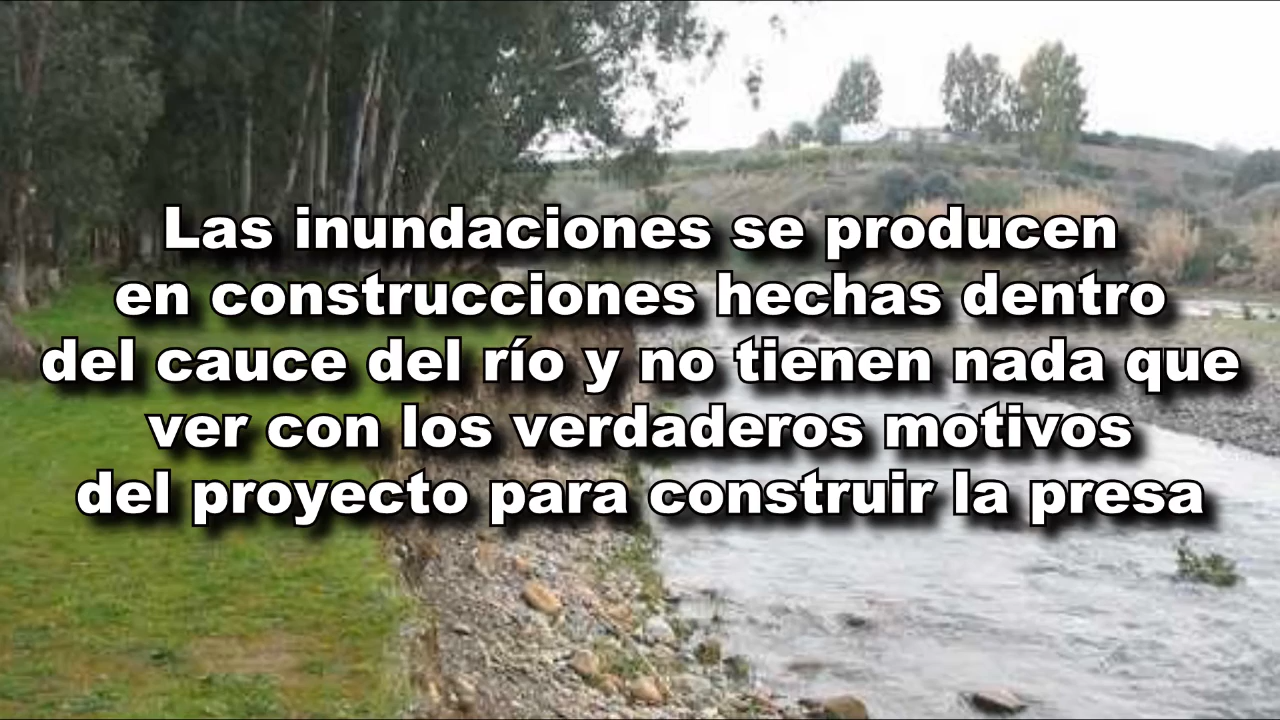 Las inundaciones se producen
en construcciones hechas dentro
del cauce del río y no tienen nada que
ver con los verdaderos motivos
del proyecto para construir la presa